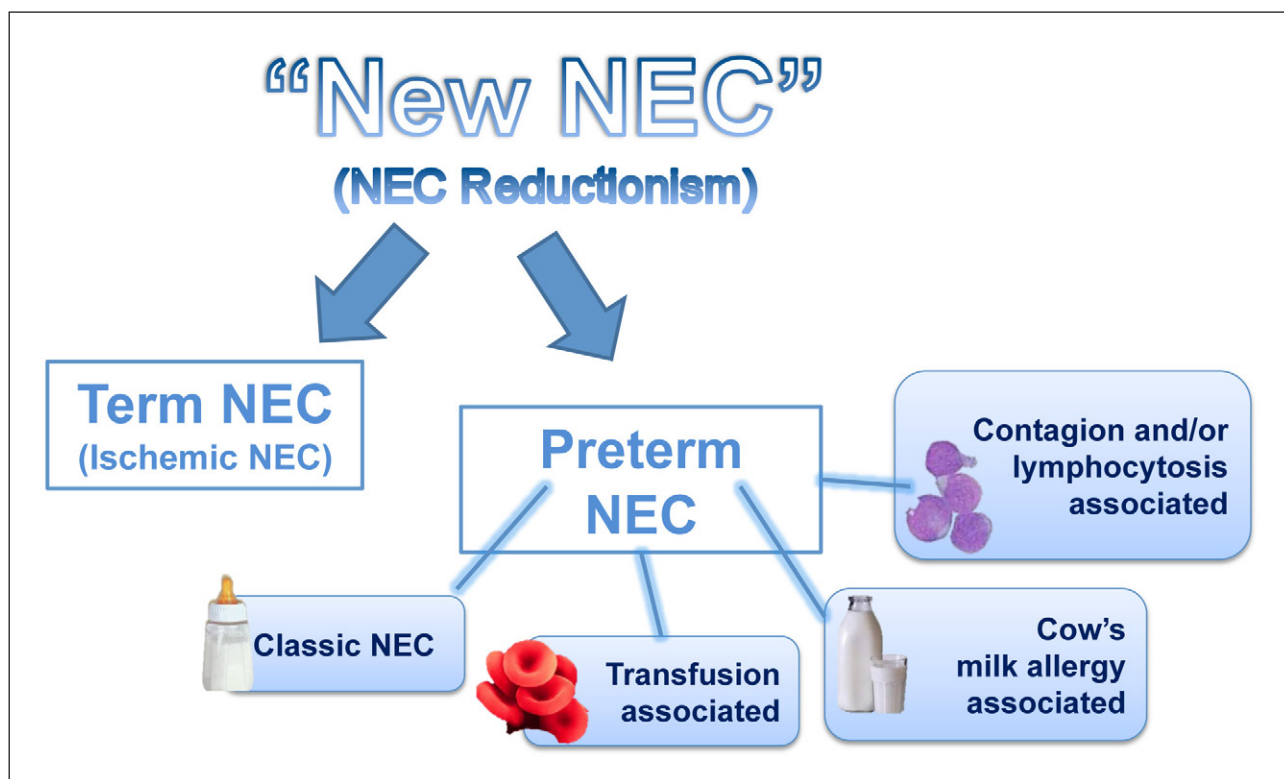 “New NEC”
(NEC Reductionism)
Term NEC
(Ischemic NEC)
Preterm
NEC
Contagion and/or
lymphocytosis
associated
Classic NEC
Transfusion
associated
Cow’s
milk allergy
associated